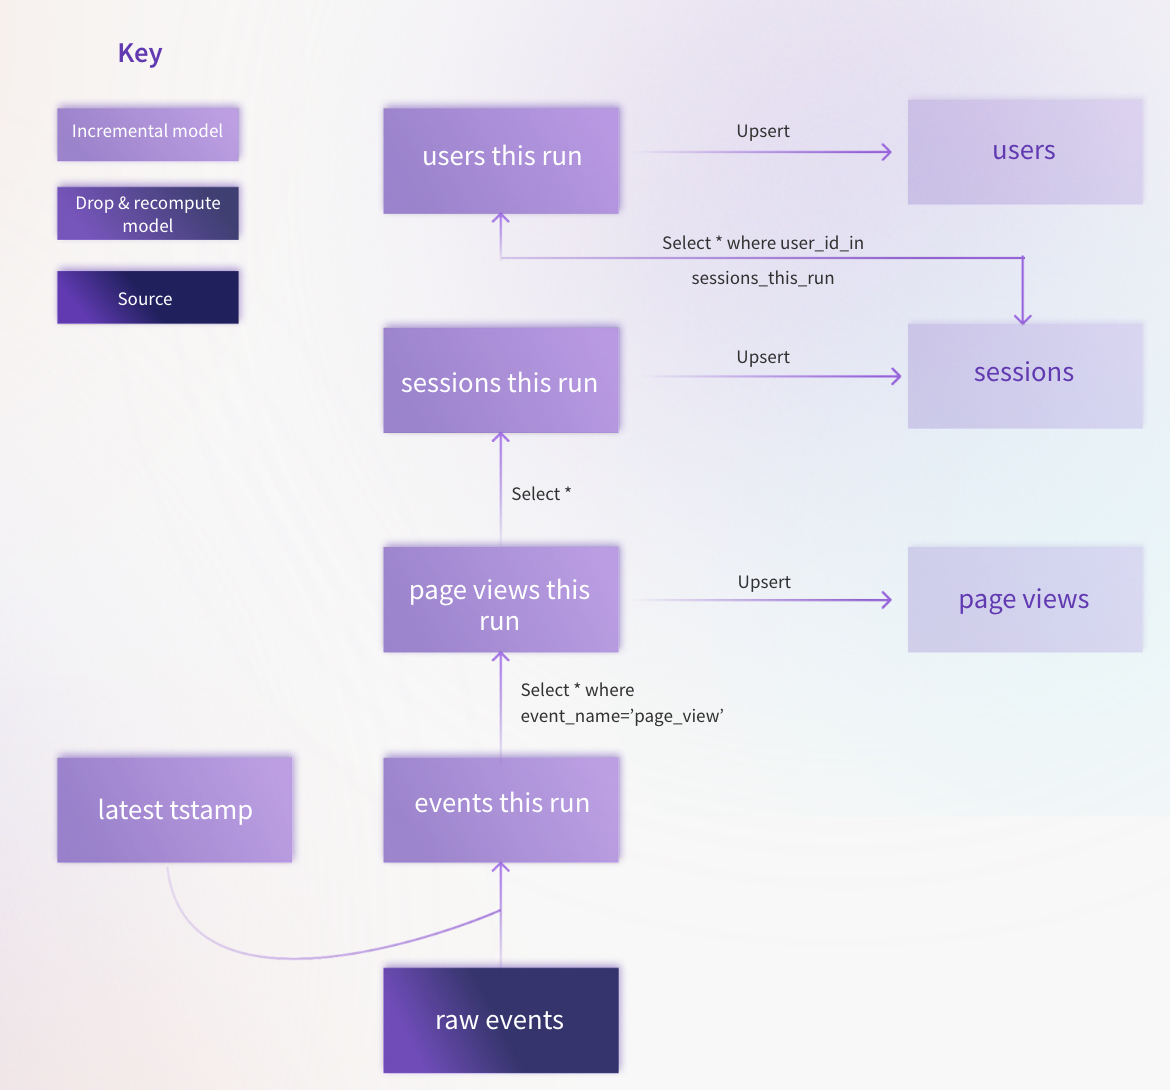 Key
Incremental model
Drop & recompute
model
Source
users this run
Upsert
users
Select * where user_id_in
sessions_this_run
sessions this run
Upsert
sessions
Select *
page views this
run
Upsert
page views
Select * where
event_name=’page_view’
latest tstamp
events this run
raw events